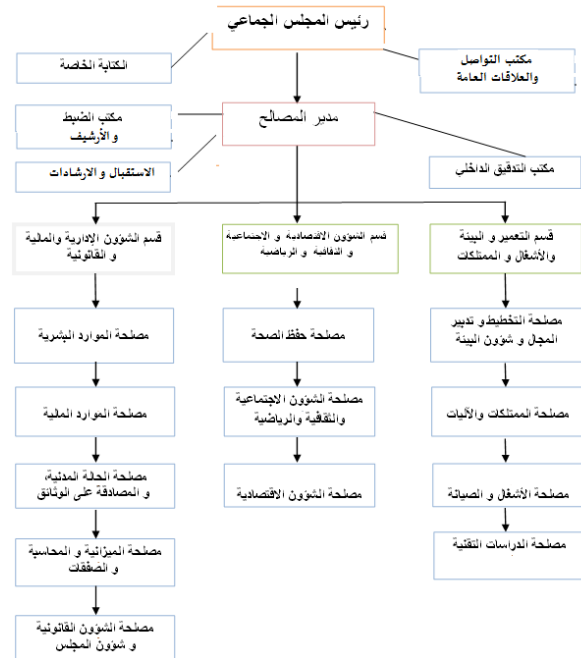 رئيس المجلس الجماعي
مكتب التواصل
والعلاقات العامة
الكتابة الخاصة
مدير المصالح
مكتب الضبط
والأرشيف
مكتب التدقيق الداخلي
الاستقبال و الارشادات
قسم التعمير و البيئة
والأشغال و الممتلكات
قسم الشؤون الاقتصادية و الاجتماعية
و الثقافية و الرياضية
قسم الشؤون الإدارية والمالية
و القانونية
مصلحة التخطيط و تدبير
المجال و شؤون البيئة
مصلحة الممتلكات والآليات
مصلحة الأشغال و الصيانة
مصلحة الدراسات التقنية
مصلحة حفظ الصحة
مصلحة الشؤون الاجتماعية
والثقافية والرياضية
مصلحة الشؤون الاقتصادية
مصلحة الموارد البشرية
مصلحة الموارد المالية
مصلحة الحالة المدنية،
و المصادقة على الوثائق
مصلحة الميزانية و المحاسبة
و الصفقات
مصلحة الشؤون القانونية
و شؤون المجلس